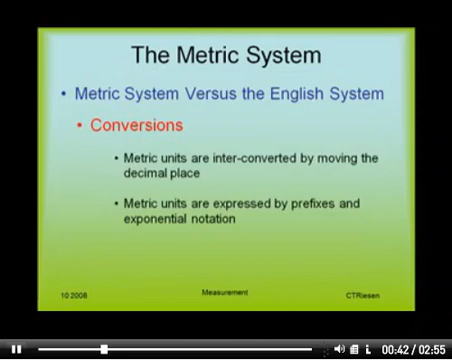 The Metric System
• Metric System Versus the English System
• Conversions
• Metric units are inter-converted by moving the
decimal place
• Metric units are expressed by prefixes and
exponential notation
10 2008 Measurement CTRiesen
00:42 / 02:55